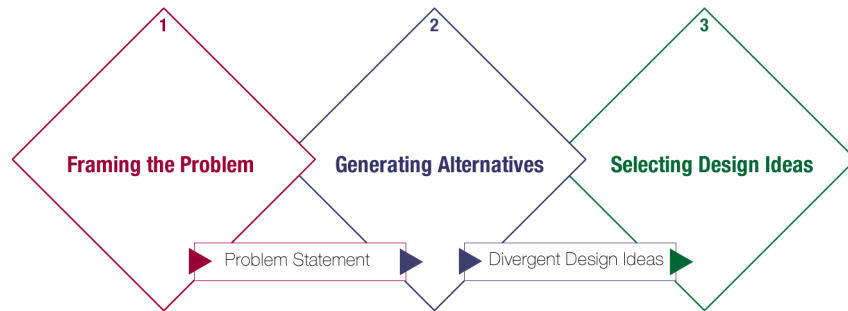 1
2
3
Framing the Problem
Generating Alternatives
Selecting Design Ideas
Problem Statement
Divergent Design Ideas